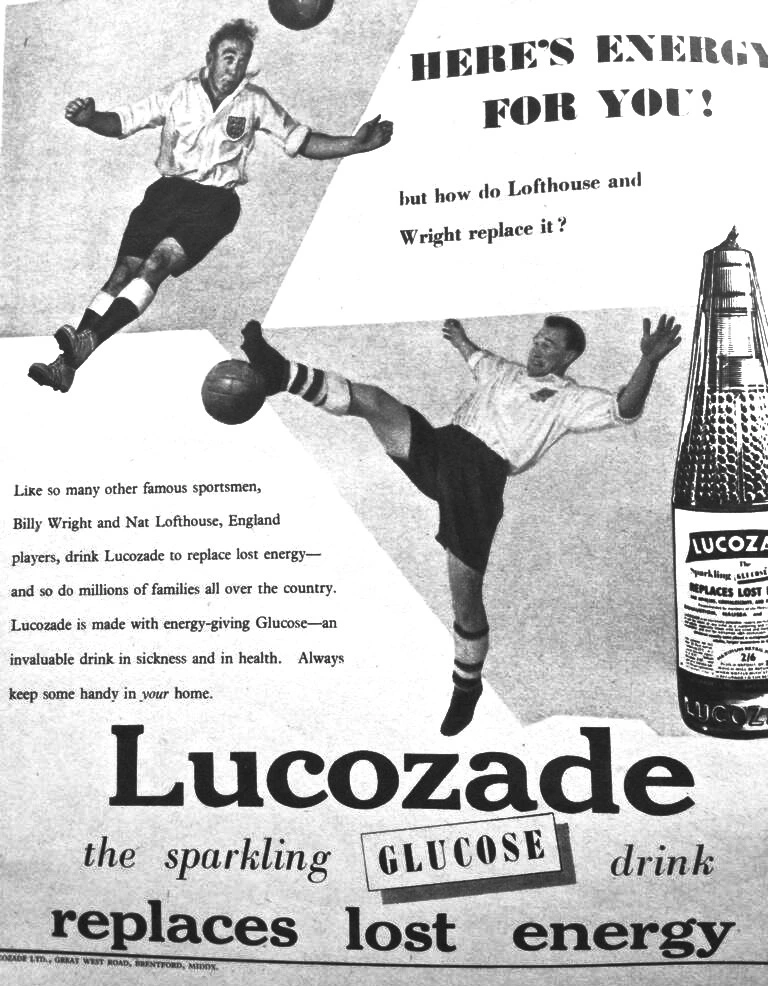 HERE'S ENERGY
FOR YOU!
but how do Lofthouse and
Wright replace it?
Like so many other famous sportsmen,
Billy Wright and Nat Lofthouse, England
players, drink Lucozade to replace lost energy—
and so do millions of families all over the country.
Lucozade is made with energy-giving Glucose—an
invaluable drink in sickness and in health. Always
keep some handy in your home.
LUCOZA
The
Sparkling GLUCOSE
REPLACES LOST
2/6
LUCOZ
Lucozade
the sparkling GLUCOSE drink
replaces lost energy
COZADE LTD., GREAT WEST ROAD, BRENTFORD, MIDDX.